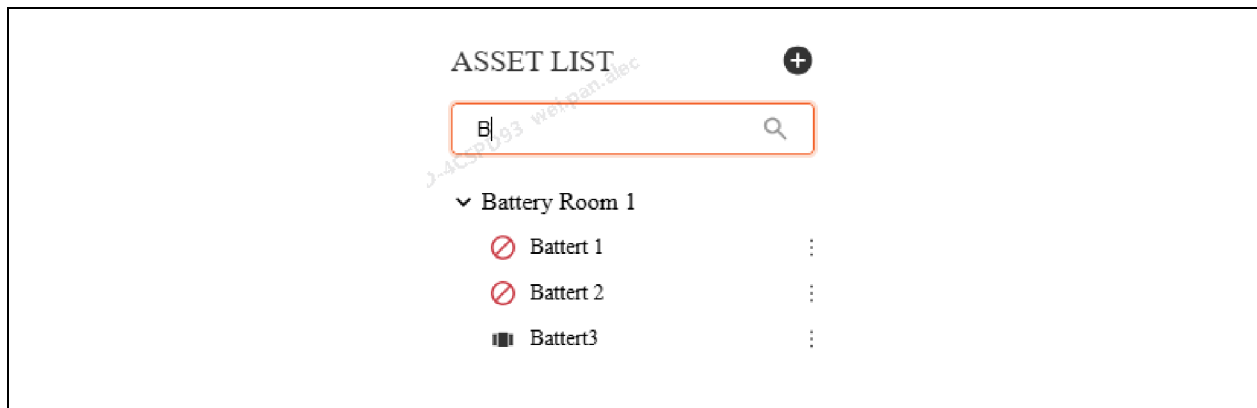 ASSET LIST
B
Battery Room 1
Battert 1
Battert 2
Battert3